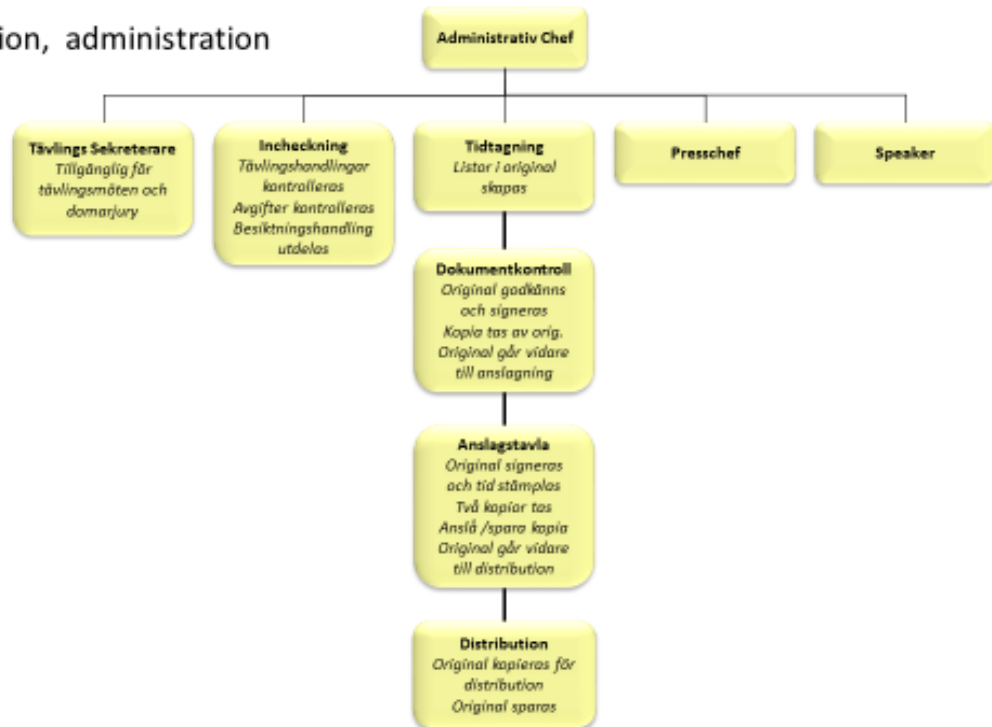 ion, administration
Administrativ Chef
Tävlings Sekreterare
Tillgänglig för
tävlingsmöten och
domarjury
Incheckning
Tävlingshandlingar
kontrolleras
Avgifter kontrolleras
Besiktningshandling
utdelas
Tidtagning
Listor i original
skapas
Presschef
Speaker
Dokumentkontroll
Original godkänns
och signeras
Kopia tas av orig.
Original går vidare
till anslagning
Anslagstavla
Original signeras
och tid stämplas
Två kopior tas
Anslå /spara kopia
Original går vidare
till distribution
Distribution
Original kopieras för
distribution
Original sparas